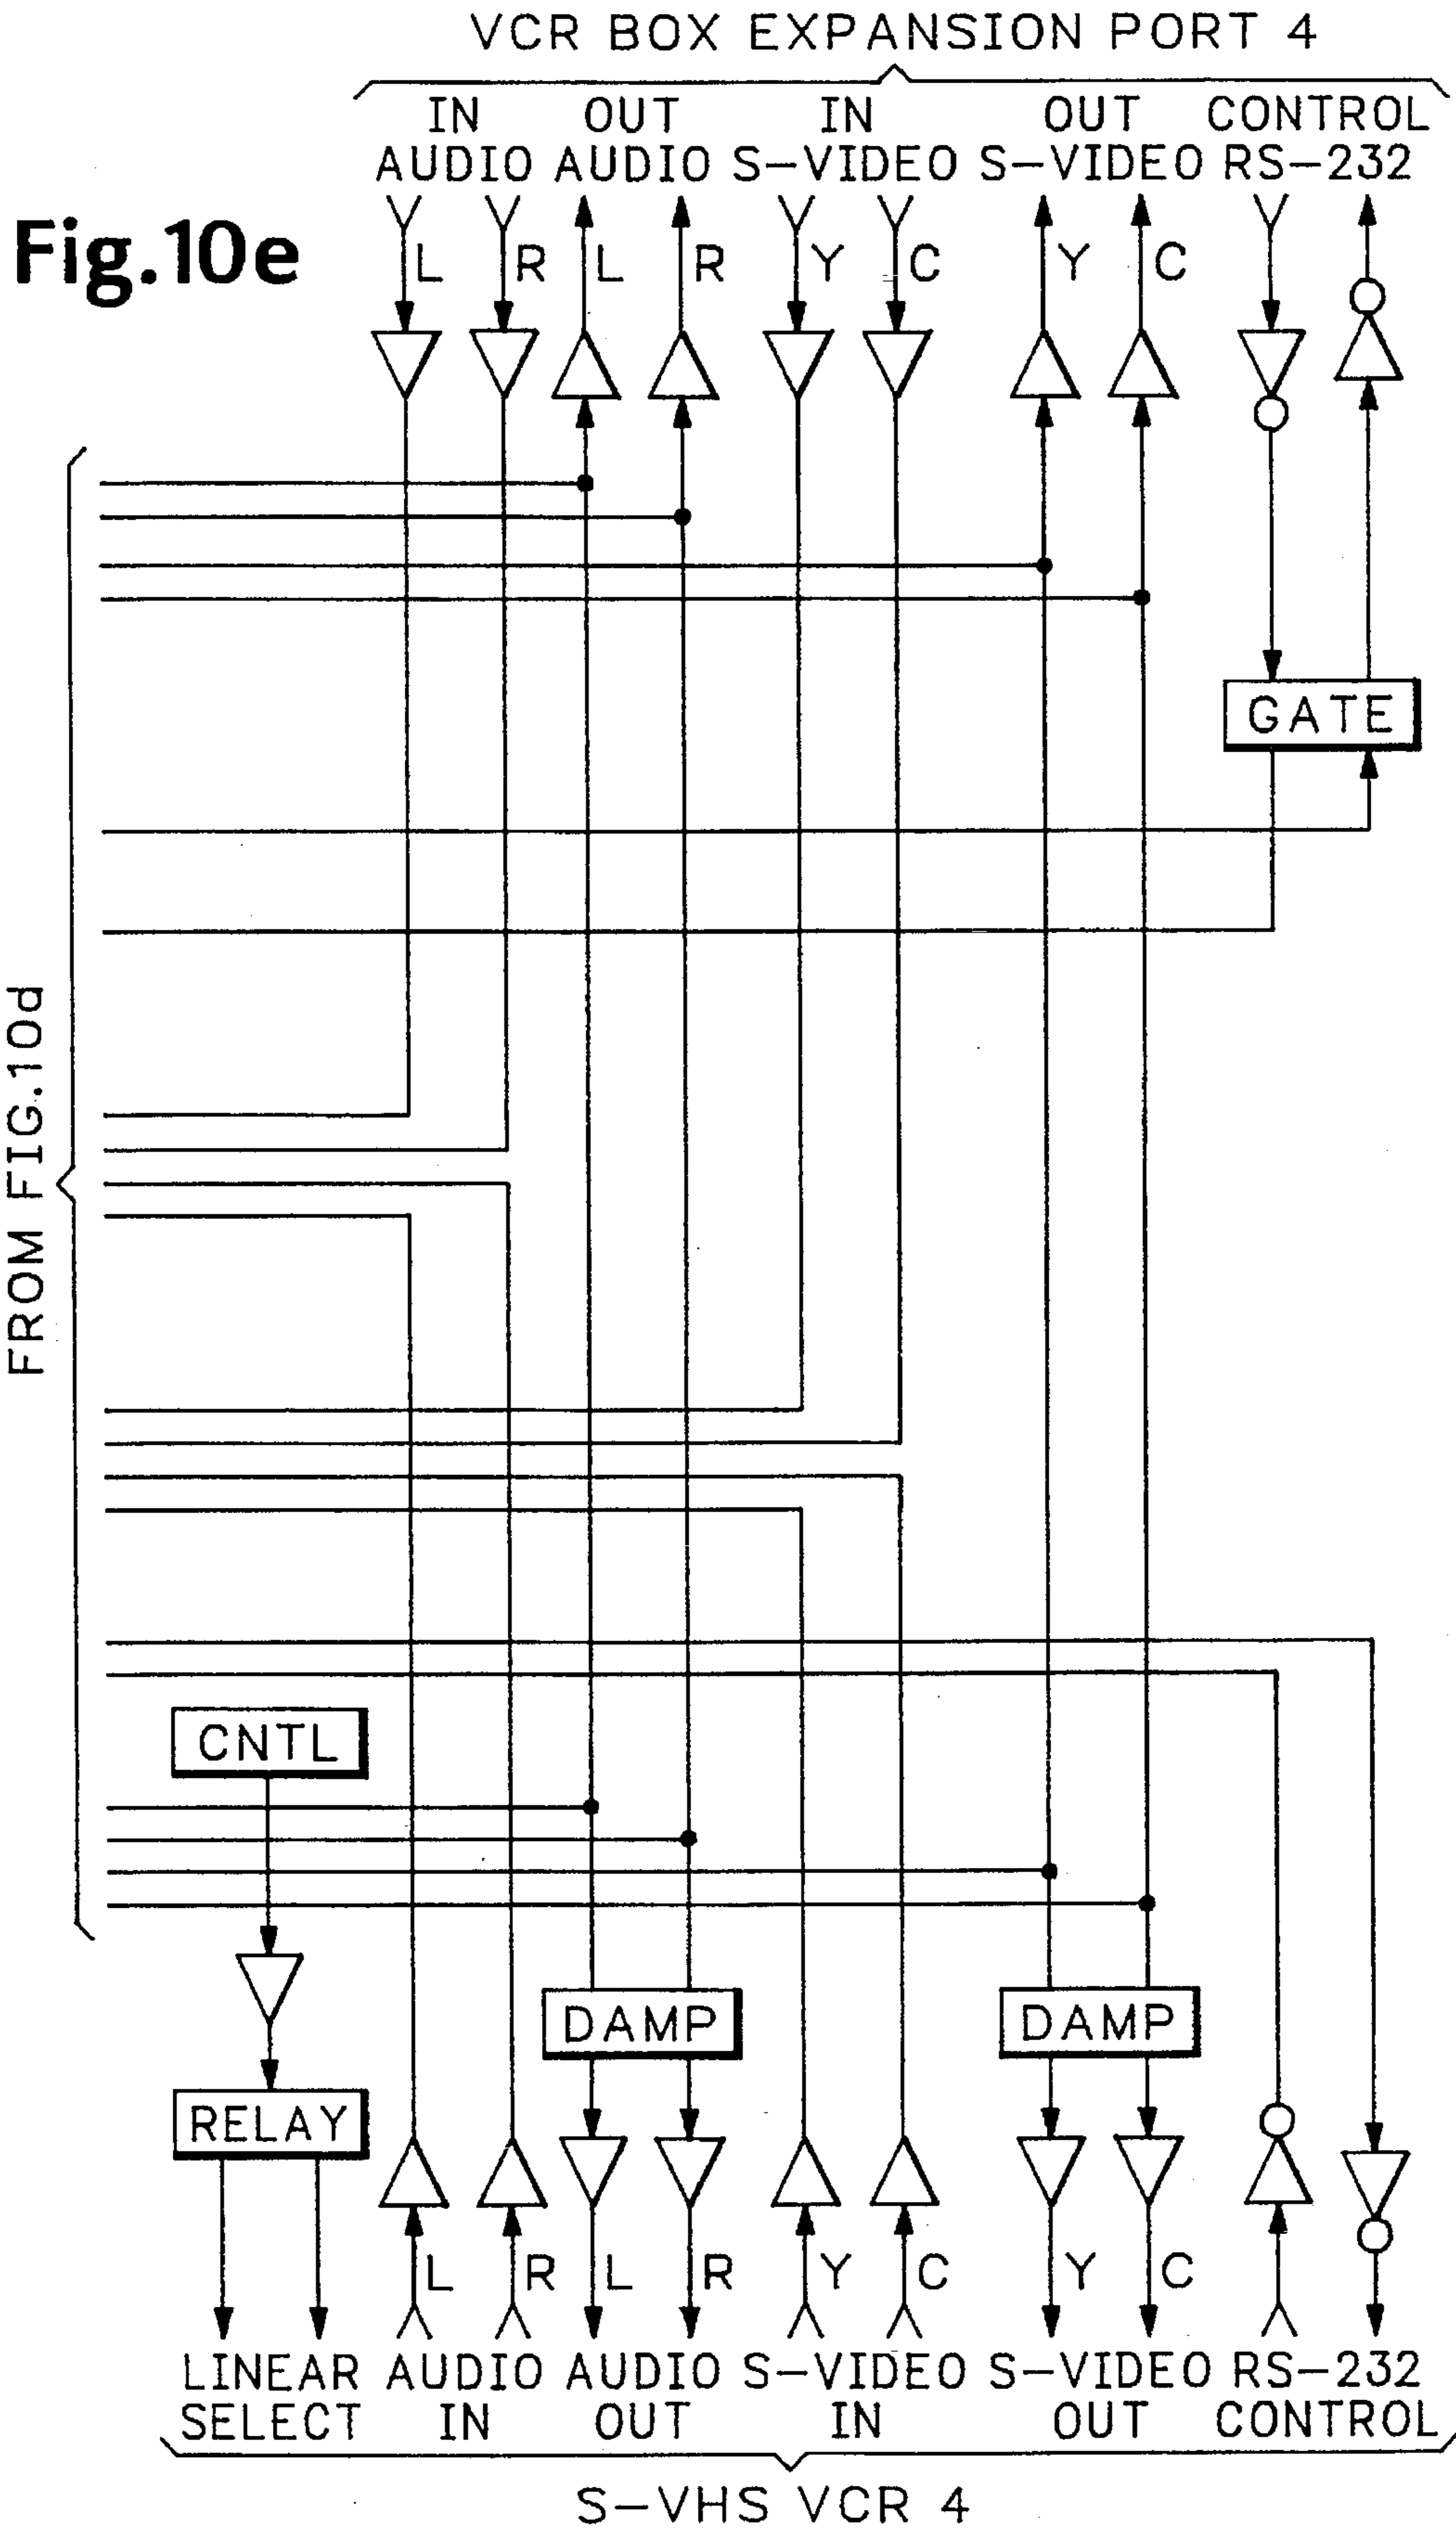 VCR BOX EXPANSION PORT 4
IN OUT IN OUT CONTROL
AUDIO AUDIO S-VIDEO S-VIDEO RS-232
Fig.10e
L R L R Y C Y C
GATE
FROM FIG.10d
CNTL
DAMP DAMP
RELAY
L R L R Y C Y C
LINEAR AUDIO AUDIO S-VIDEO S-VIDEO RS-232
SELECT IN OUT IN OUT CONTROL
S-VHS VCR 4